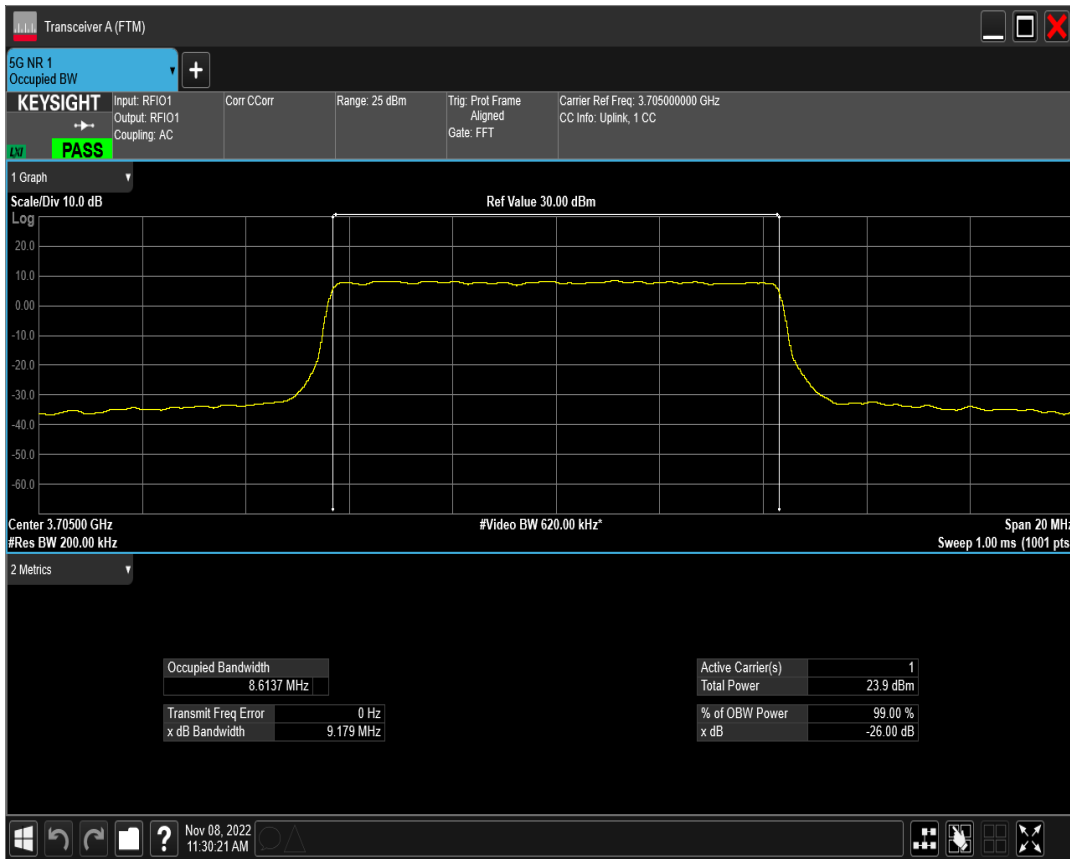 Transceiver A (FTM)
5G NR 1
Occupied BW
+
KEYSIGHT
LXI
PASS
Input: RFIO1
Output: RFIO1
Coupling: AC
Corr CCorr
Range: 25 dBm
Trig: Prot Frame
Aligned
Gate: FFT
Carrier Ref Freq: 3.705000000 GHz
CC Info: Uplink, 1 CC
1 Graph
Scale/Div 10.0 dB
Ref Value 30.00 dBm
Log
20.0
10.0
0.00
-10.0
-20.0
-30.0
-40.0
-50.0
-60.0
Center 3.70500 GHz
#Video BW 620.00 kHz*
Span 20 MHz
#Res BW 200.00 kHz
Sweep 1.00 ms (1001 pts
2 Metrics
Occupied Bandwidth
8.6137 MHz
Transmit Freq Error 0 Hz
x dB Bandwidth 9.179 MHz
Active Carrier(s) 1
Total Power 23.9 dBm
% of OBW Power 99.00 %
x dB -26.00 dB
?
Nov 08, 2022
11:30:21 AM